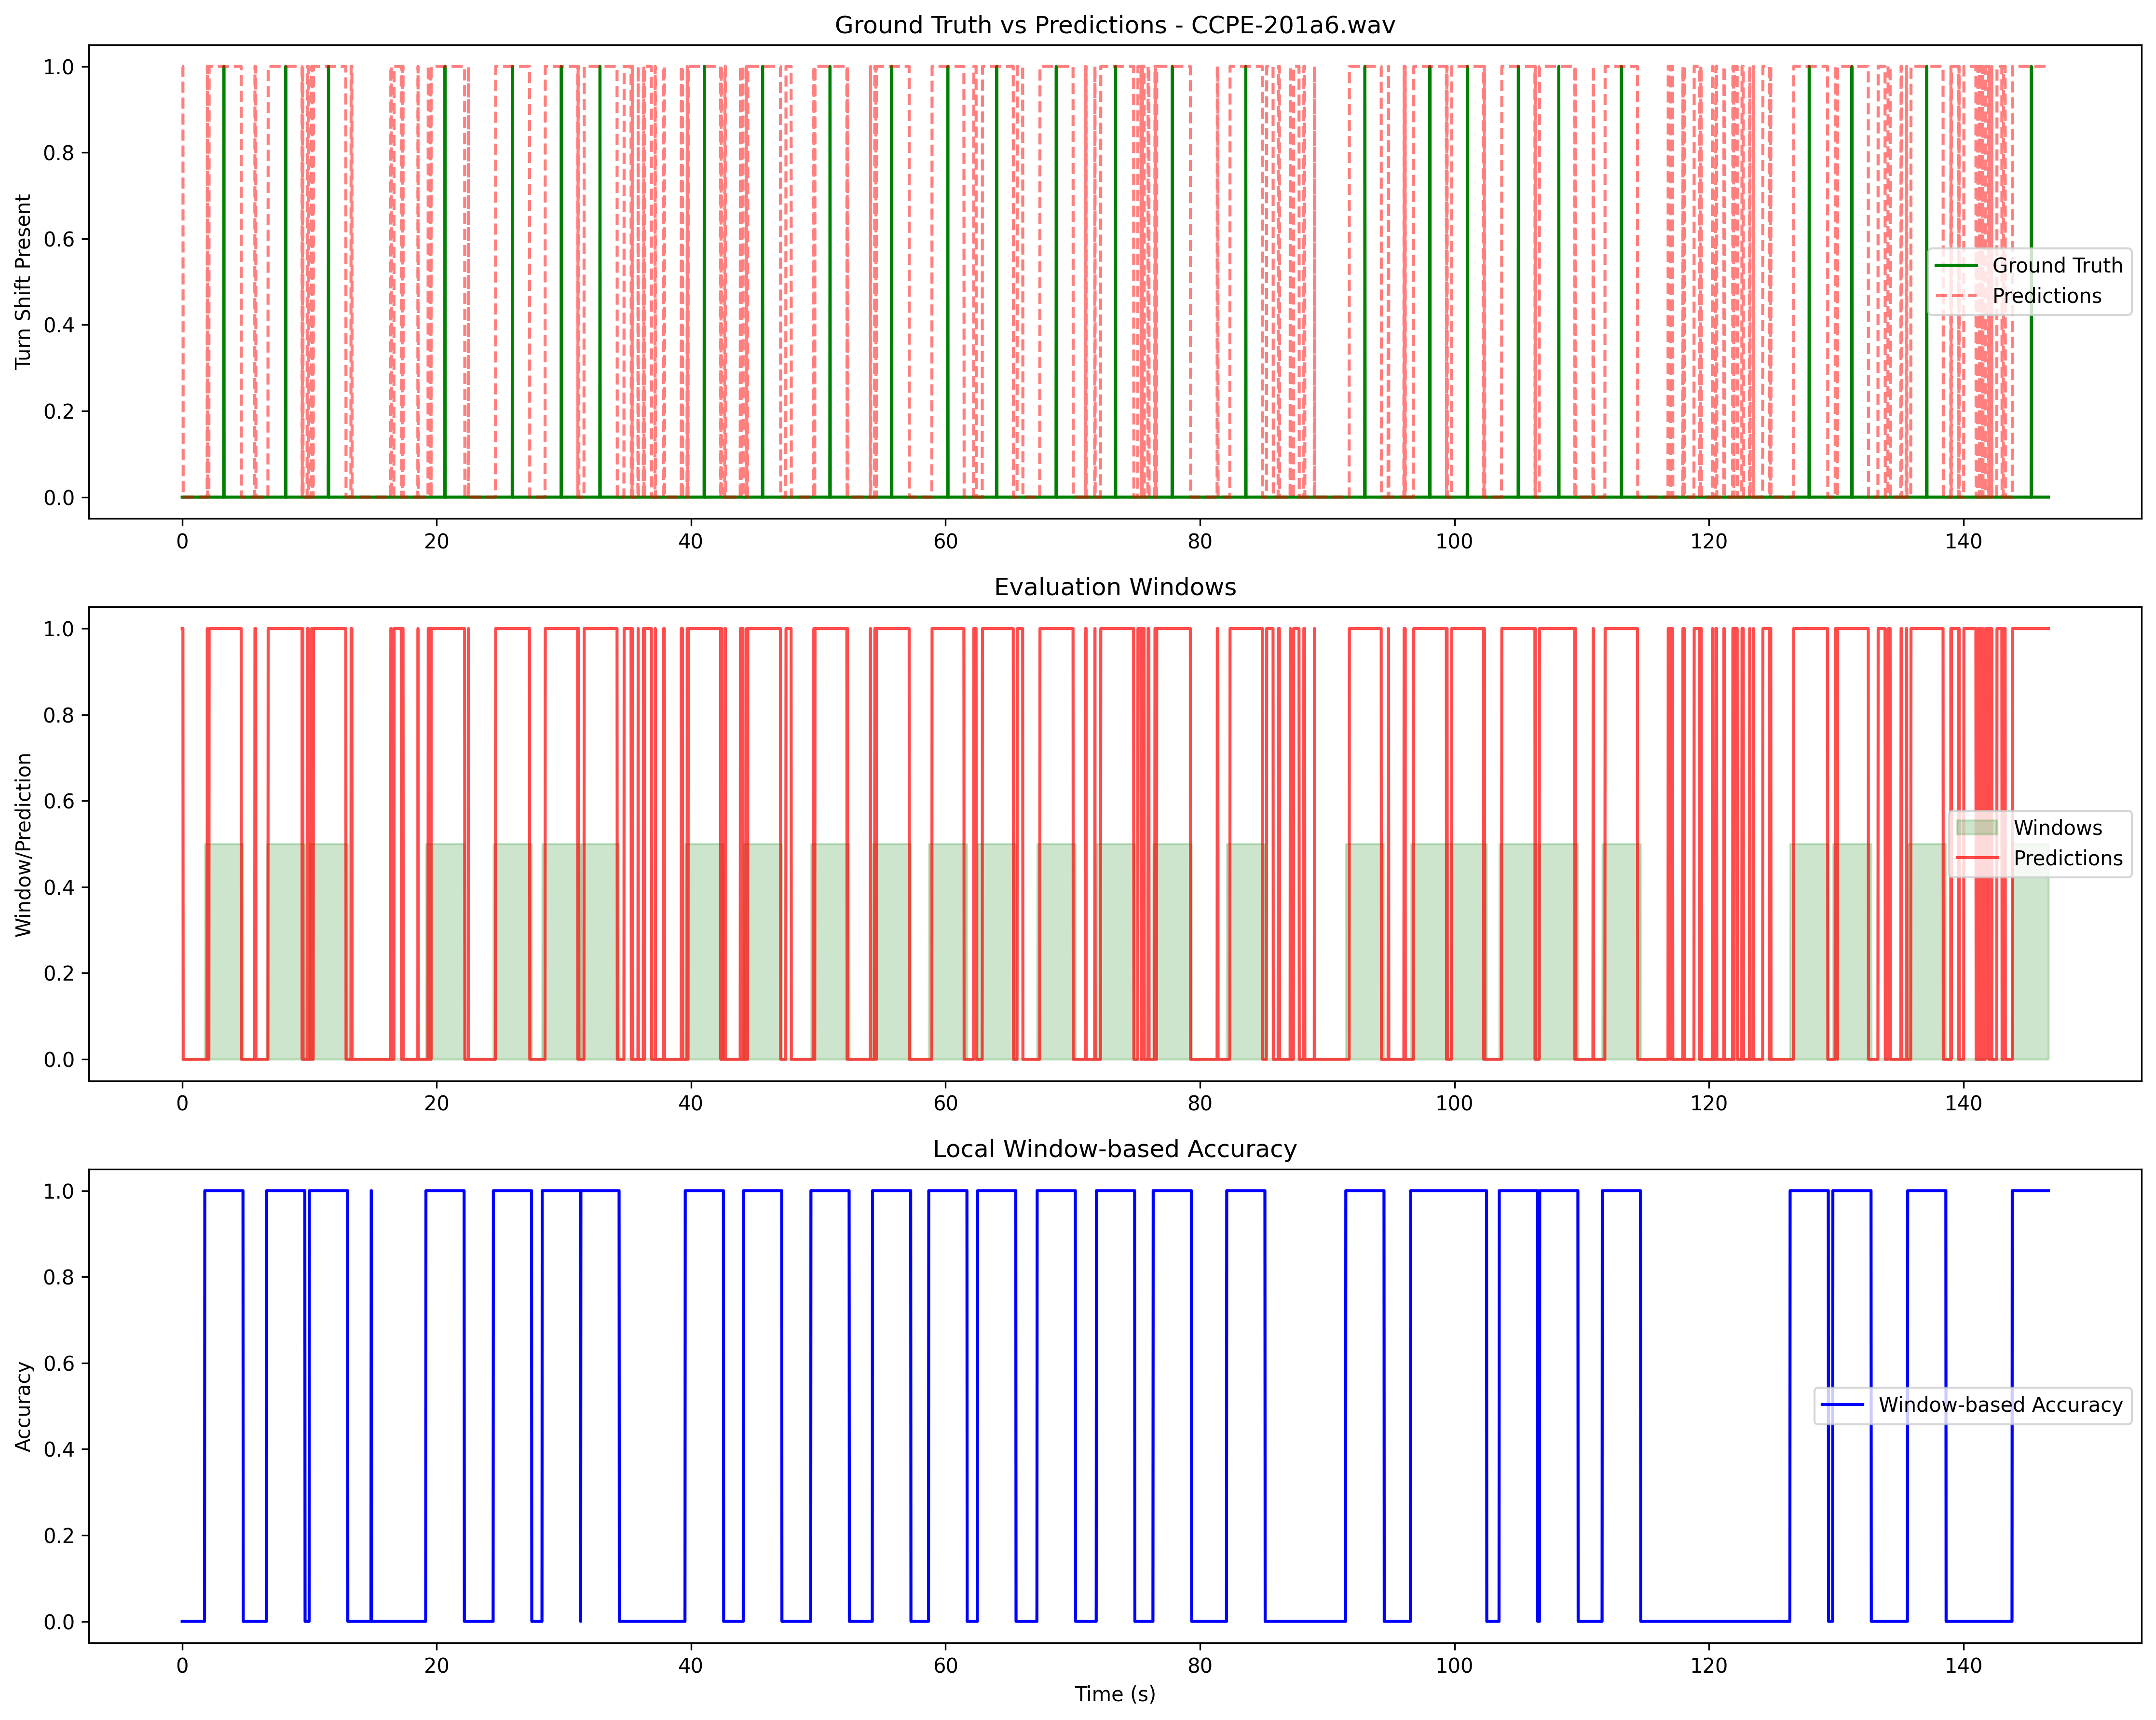 Ground Truth vs Predictions - CCPE-201a6.wav
Turn Shift Present
1.0
0.8
0.6
0.4
0.2
0.0
Ground Truth
Predictions
0 20 40 60 80 100 120 140
Evaluation Windows
Window/Prediction
1.0
0.8
0.6
0.4
0.2
0.0
Windows
Predictions
0 20 40 60 80 100 120 140
Local Window-based Accuracy
Accuracy
1.0
0.8
0.6
0.4
0.2
0.0
Window-based Accuracy
0 20 40 60 80 100 120 140
Time (s)